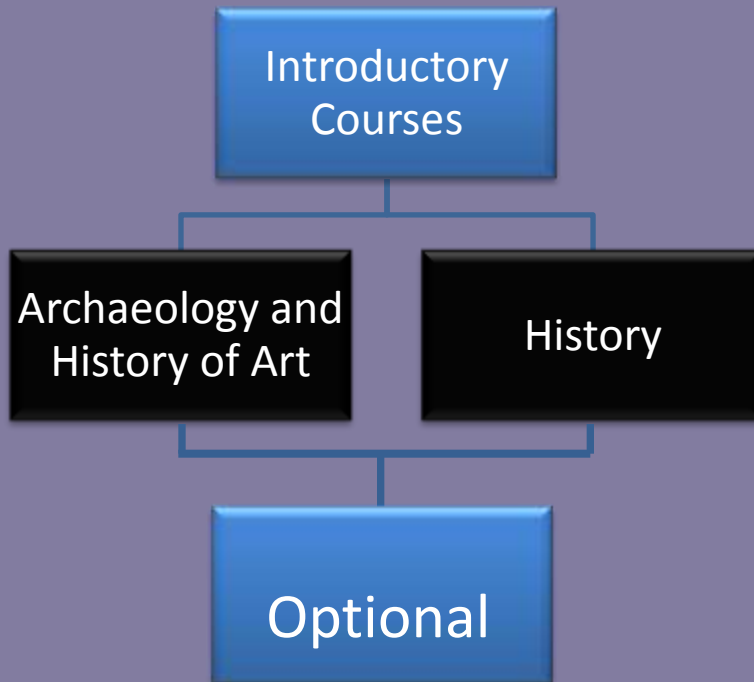 Introductory
Courses
Archaeology and
History of Art
History
Optional